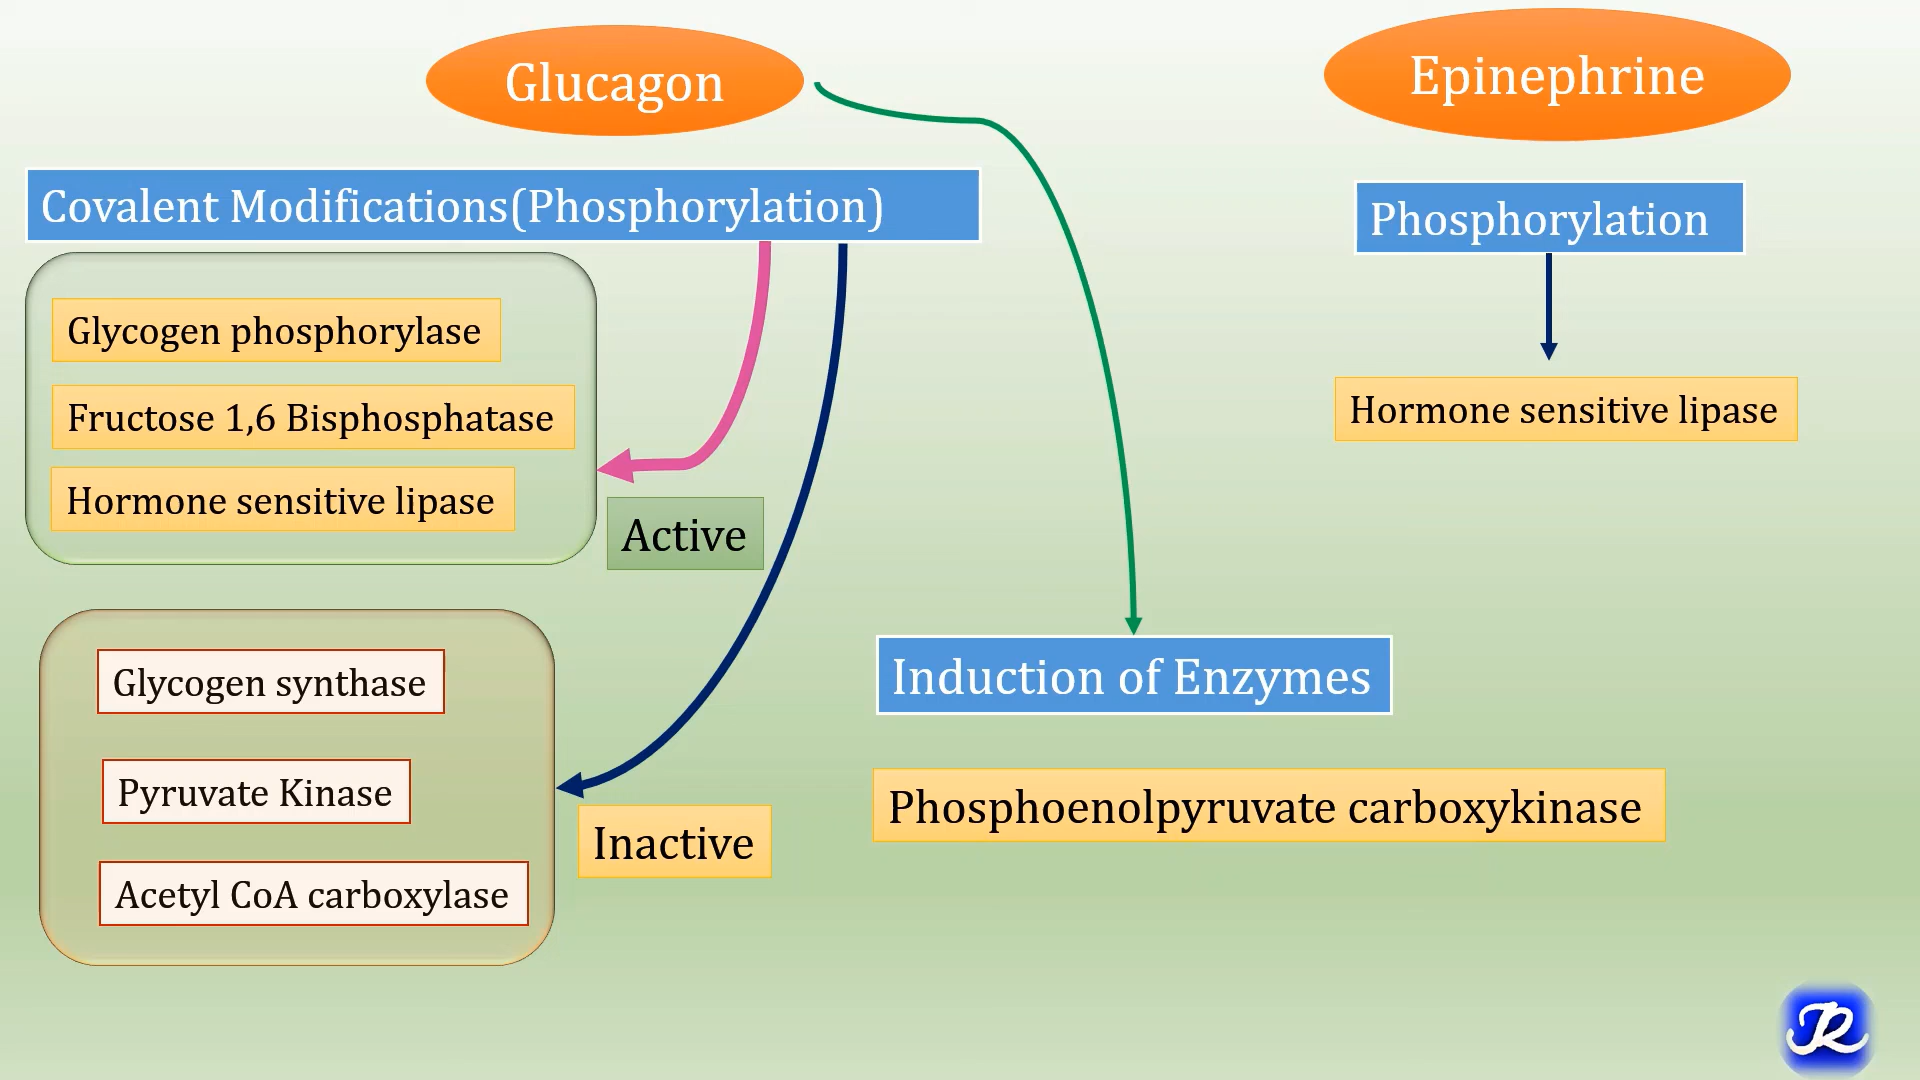 Glucagon
Epinephrine
Covalent Modifications(Phosphorylation)
Phosphorylation
Glycogen phosphorylase
Fructose 1,6 Bisphosphatase
Hormone sensitive lipase
Hormone sensitive lipase
Active
Glycogen synthase
Pyruvate Kinase
Acetyl CoA carboxylase
Inactive
Induction of Enzymes
Phosphoenolpyruvate carboxykinase